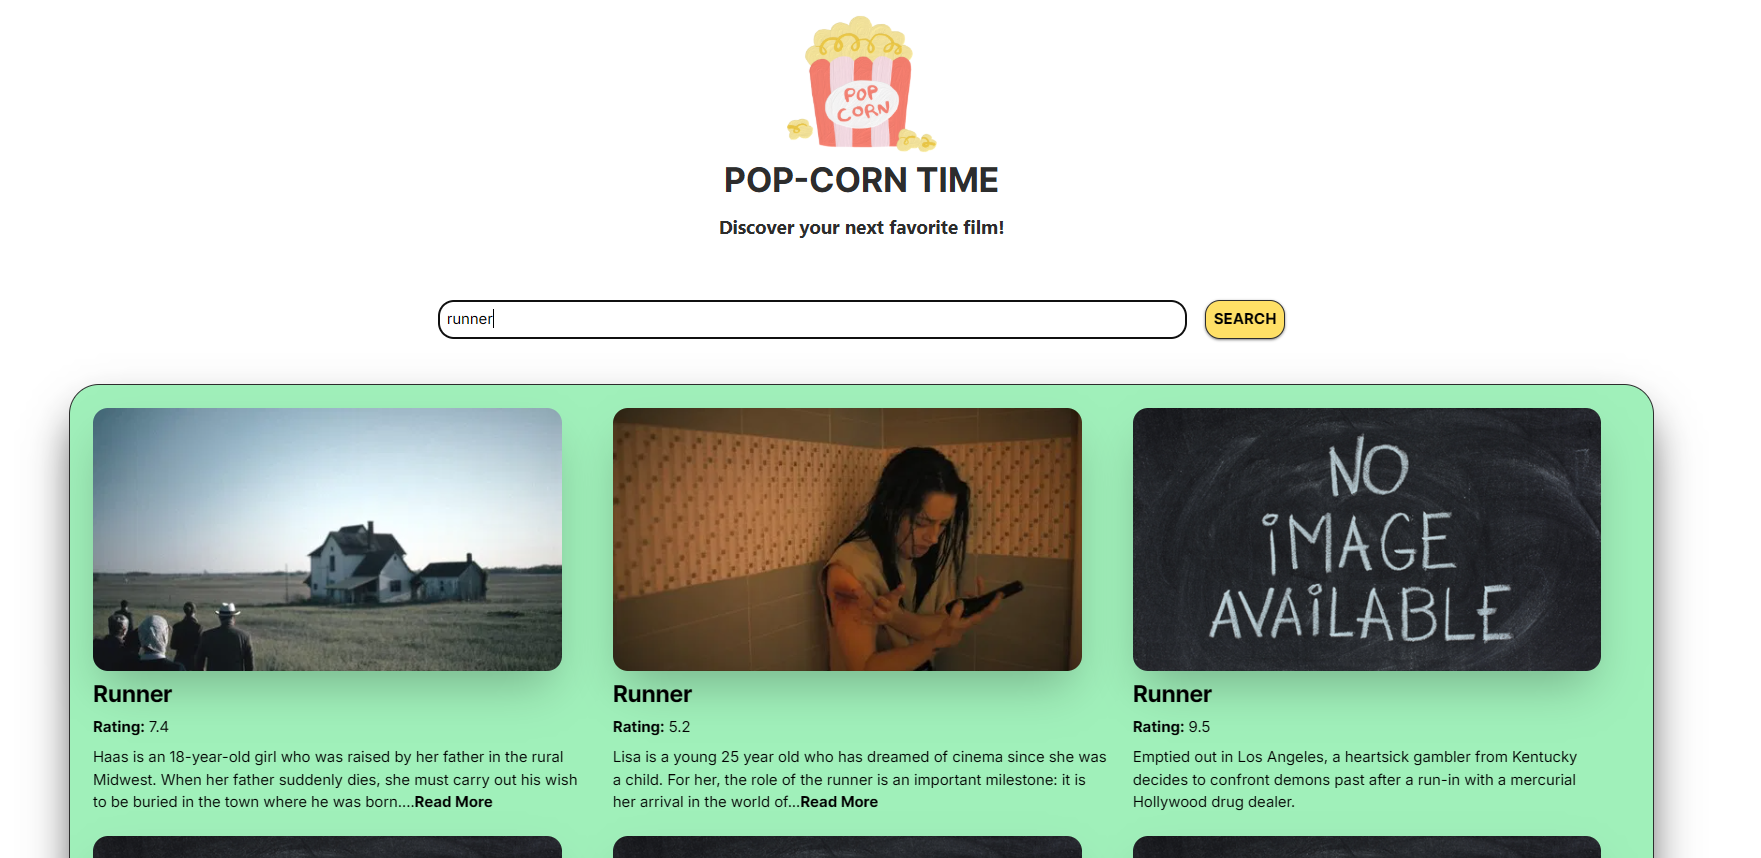 POP
CORN
POP-CORN TIME
Discover your next favorite film!
runner
SEARCH
NO
IMAGE
AVAILABLE
Runner
Rating: 7.4
Haas is an 18-year-old girl who was raised by her father in the rural
Midwest. When her father suddenly dies, she must carry out his wish
to be buried in the town where he was born....Read More
Runner
Rating: 5.2
Lisa is a young 25 year old who has dreamed of cinema since she was
a child. For her, the role of the runner is an important milestone: it is
her arrival in the world of...Read More
Runner
Rating: 9.5
Emptied out in Los Angeles, a heartsick gambler from Kentucky
decides to confront demons past after a run-in with a mercurial
Hollywood drug dealer.